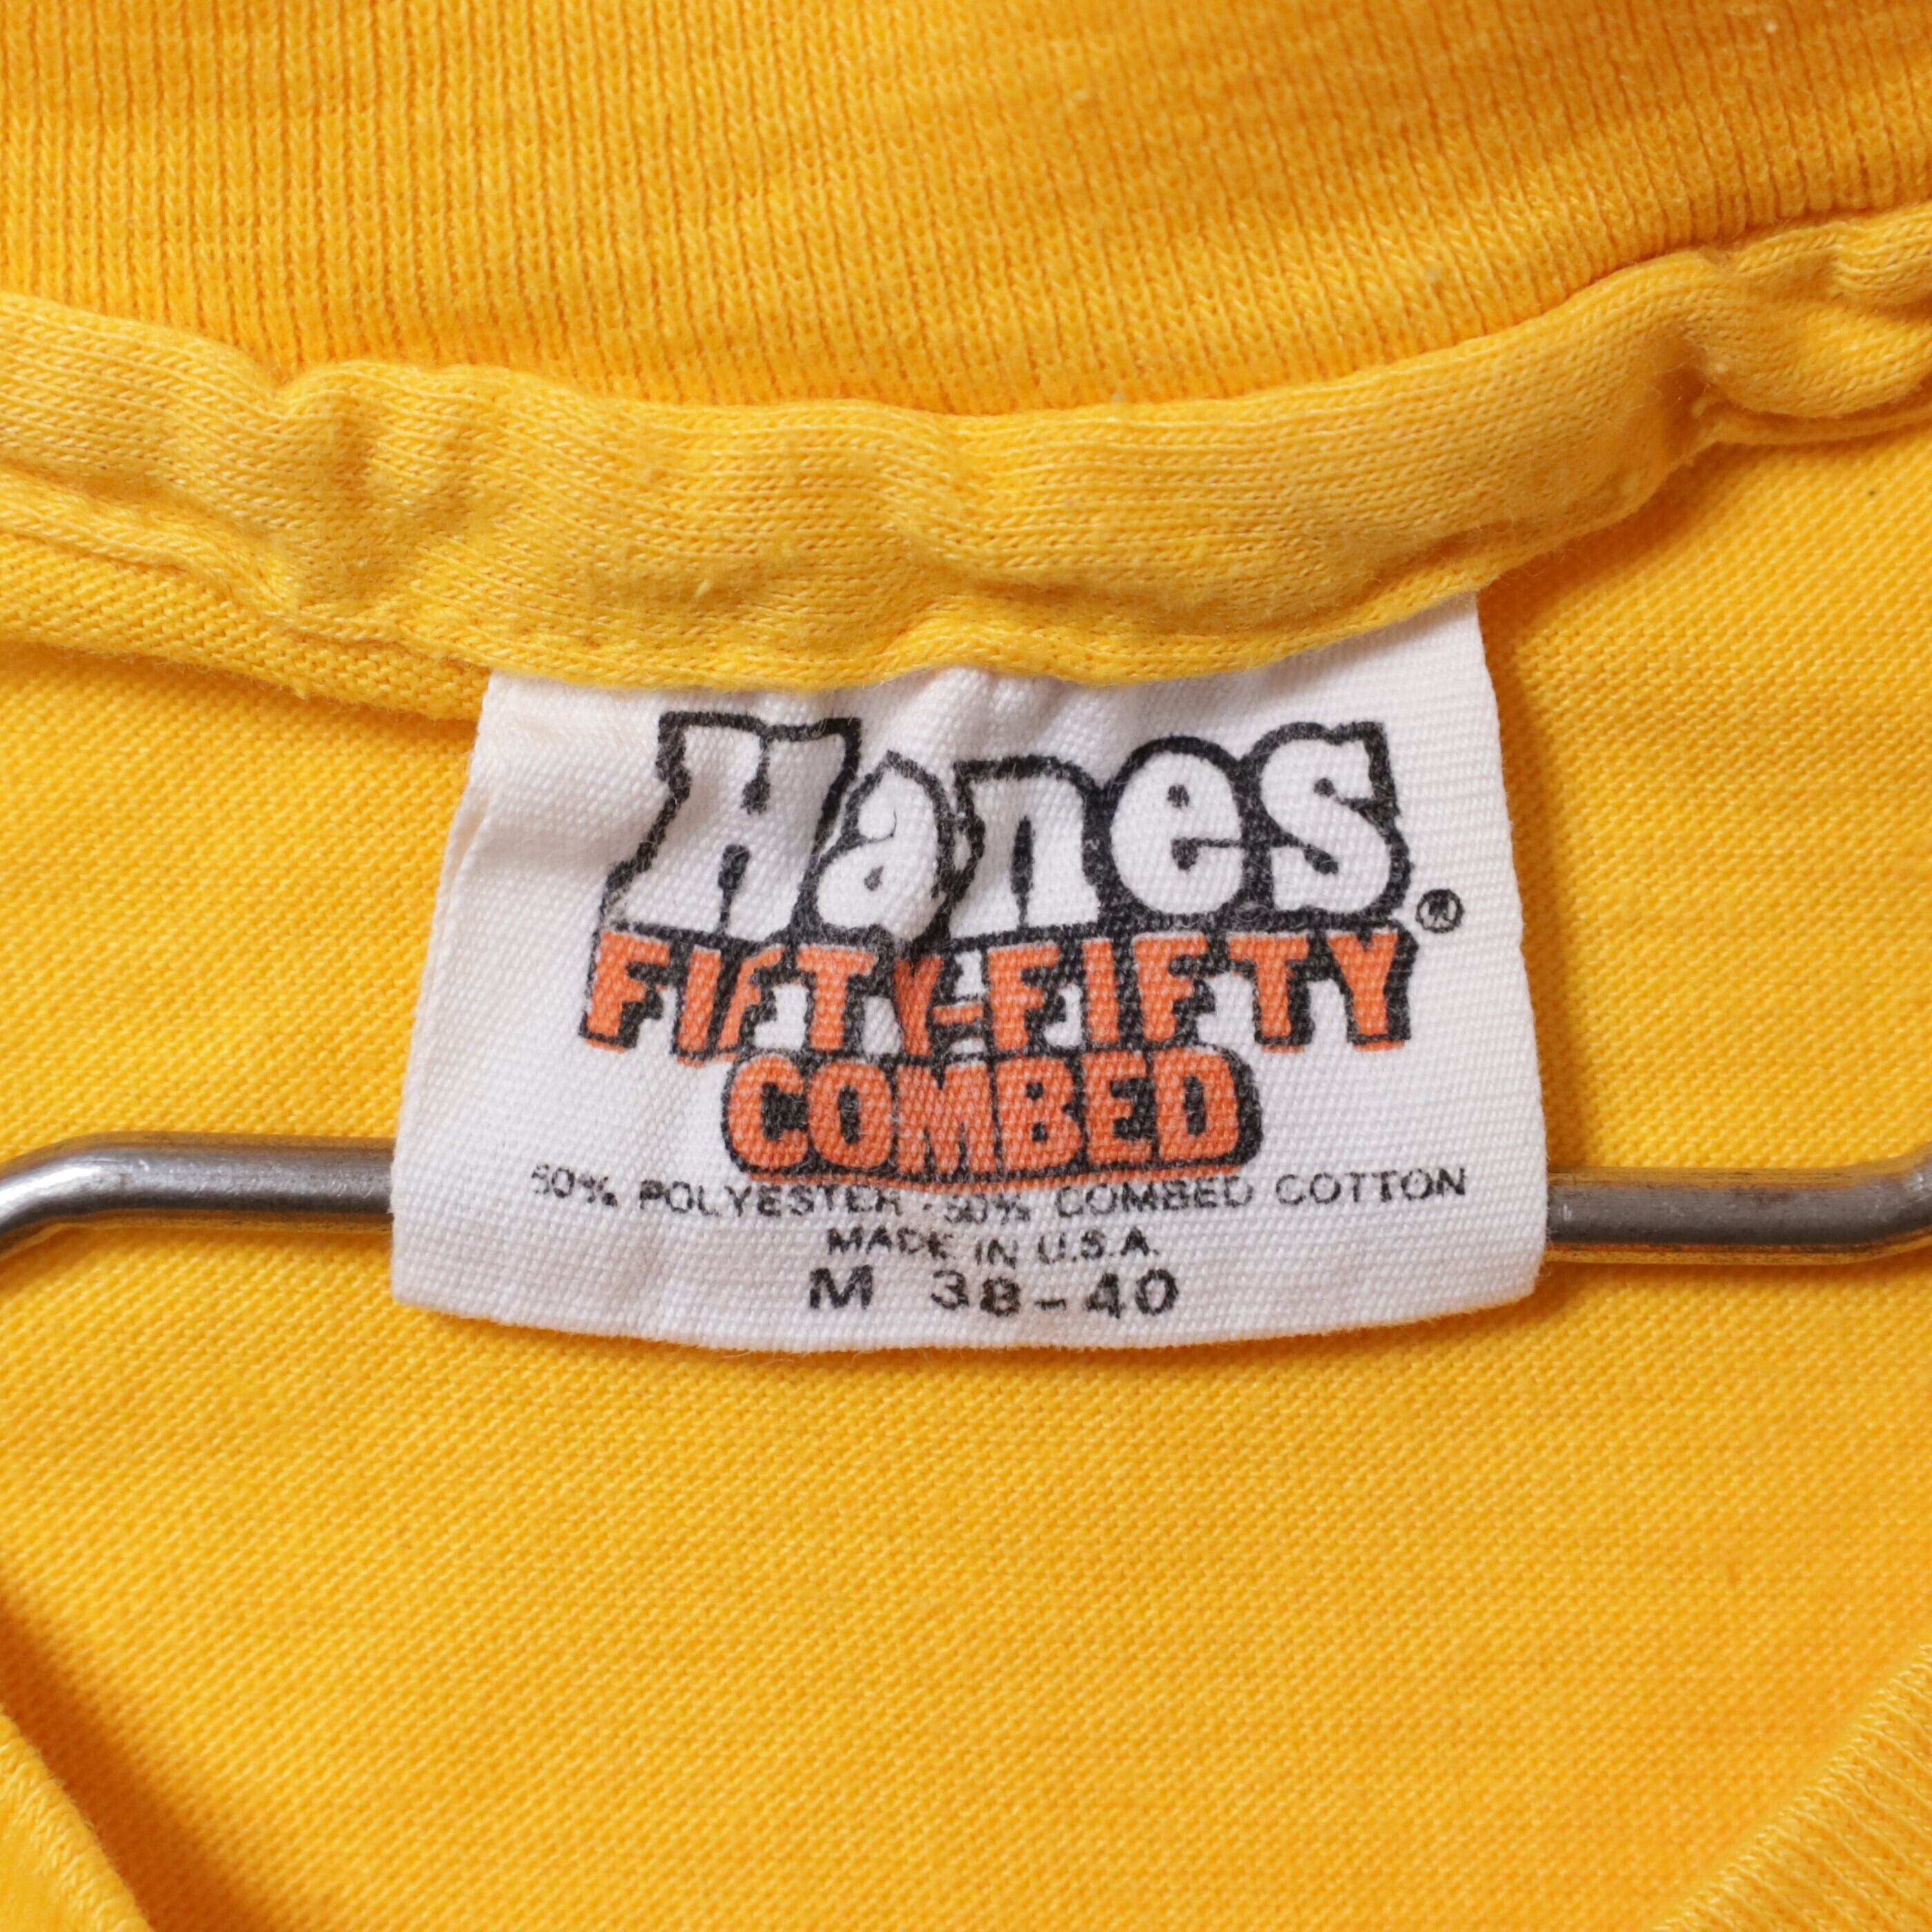 Hanes®
FIFTY-FIFTY
COMBED
50% POLYESTER · 50% COMBED COTTON
MADE IN U.S.A.
M 38-40